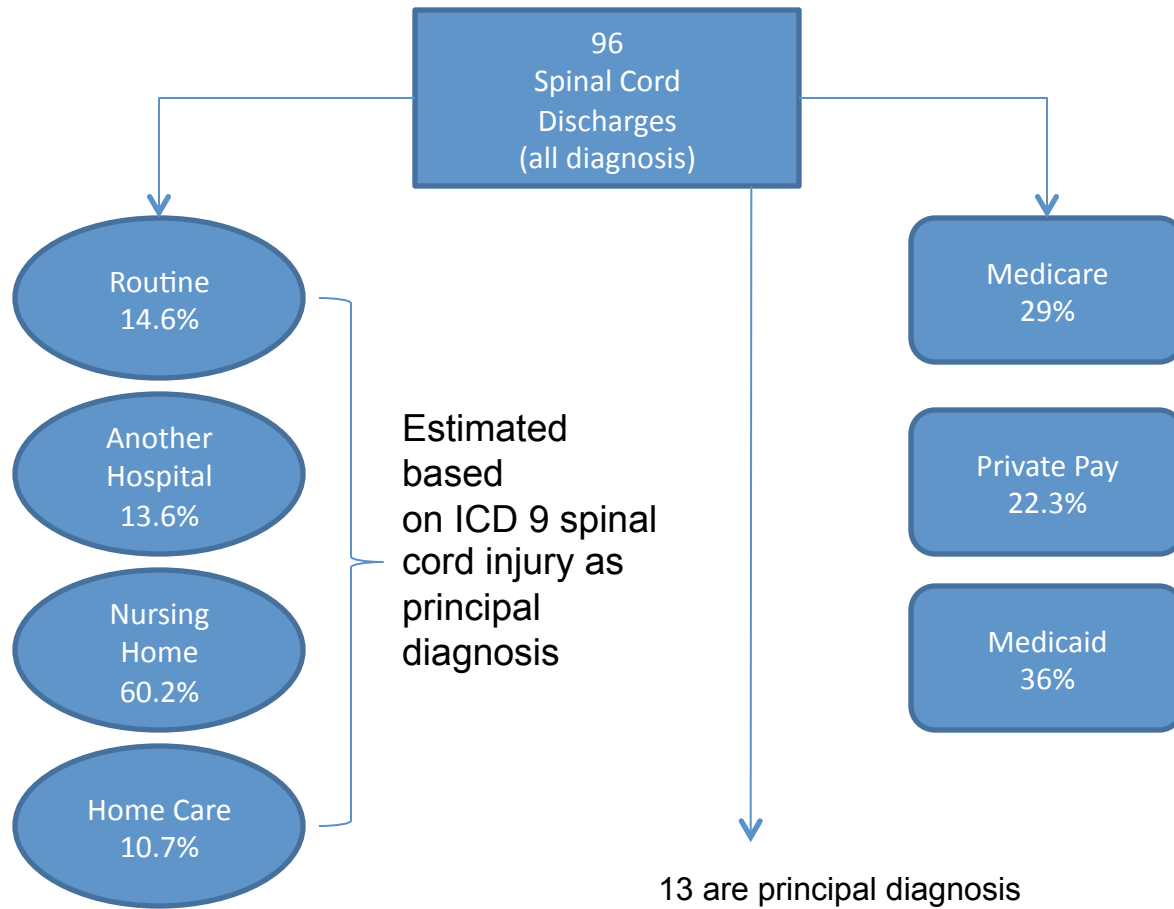 96
Spinal Cord
Discharges
(all diagnosis)
Routine
14.6%
Another
Hospital
13.6%
Nursing
Home
60.2%
Home Care
10.7%
Estimated
based
on ICD 9 spinal
cord injury as
principal
diagnosis
Medicare
29%
Private Pay
22.3%
Medicaid
36%
13 are principal diagnosis